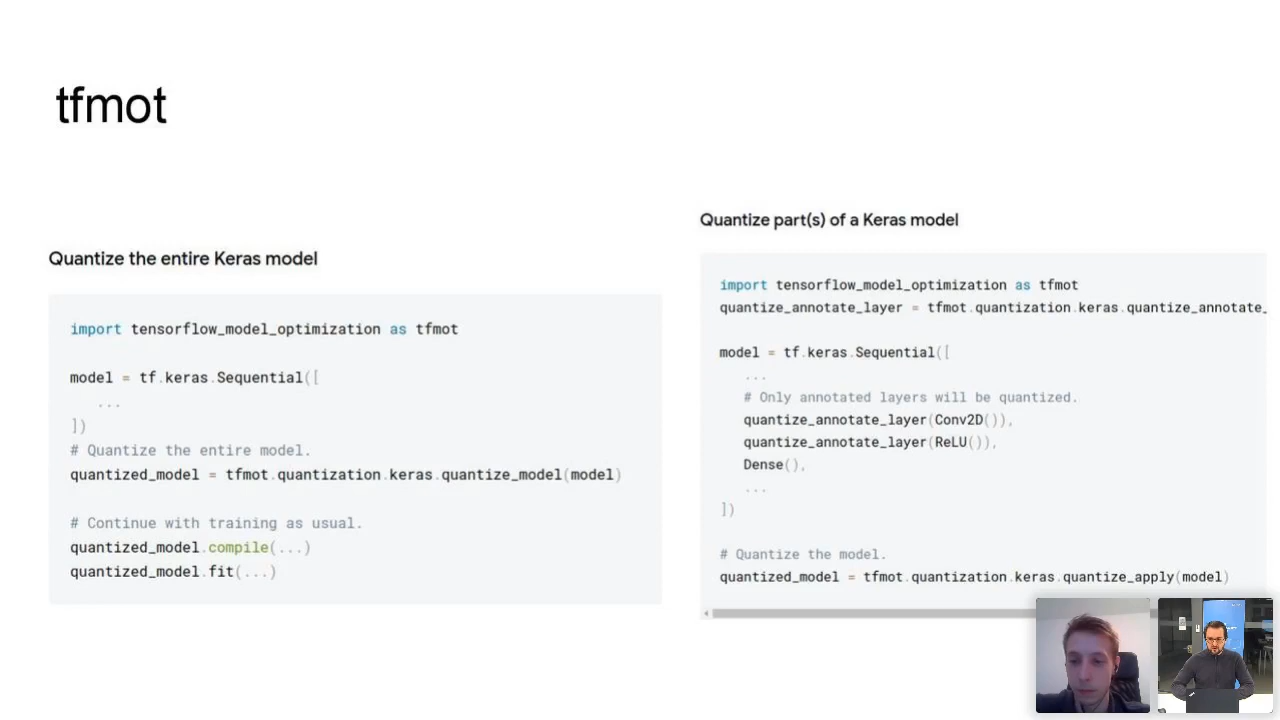 tfmot
Quantize the entire Keras model
import tensorflow_model_optimization as tfmot
model = tf.keras.Sequential([
...
])
# Quantize the entire model.
quantized_model = tfmot.quantization.keras.quantize_model(model)
# Continue with training as usual.
quantized_model.compile(...)
quantized_model.fit(...)
Quantize part(s) of a Keras model
import tensorflow_model_optimization as tfmot
quantize_annotate_layer = tfmot.quantization.keras.quantize_annotate_
model = tf.keras.Sequential([
...
# Only annotated layers will be quantized.
quantize_annotate_layer(Conv2D()),
quantize_annotate_layer(ReLU()),
Dense(),
...
])
# Quantize the model.
quantized_model = tfmot.quantization.keras.quantize_apply(model)